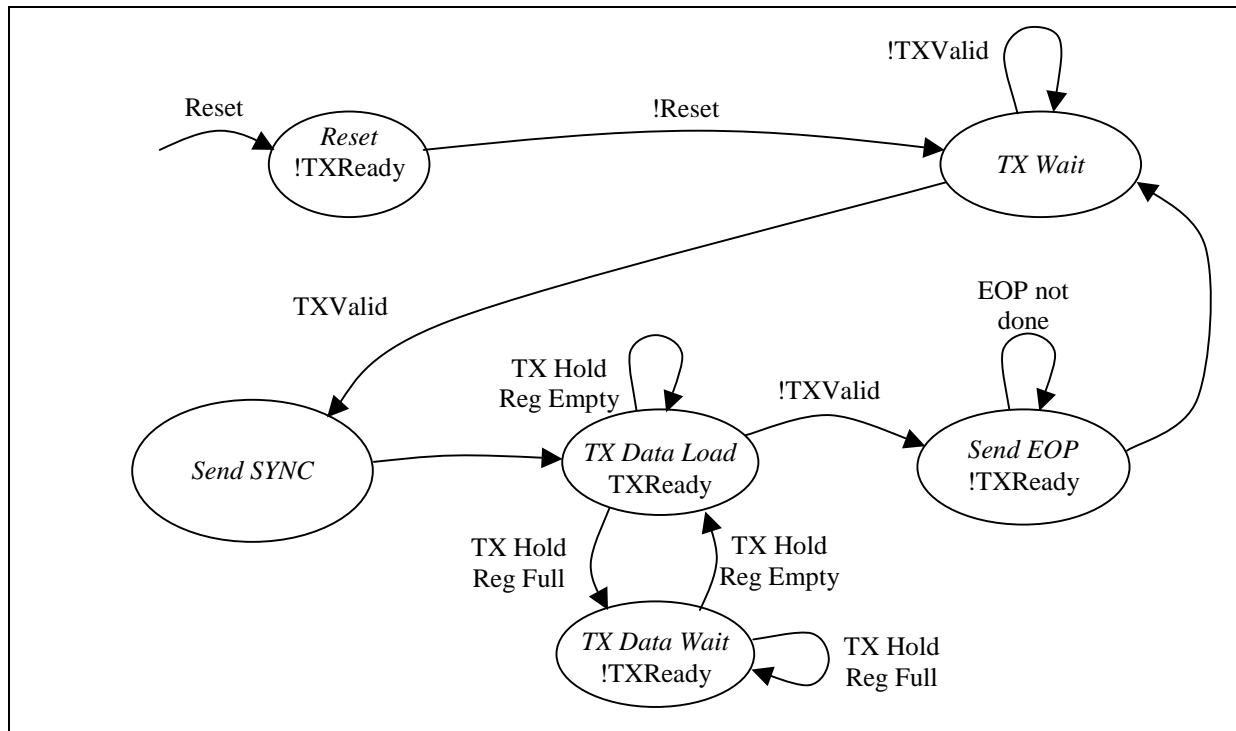 !TXValid
Reset
!Reset
Reset
!TXReady
TX Wait
TXValid
EOP not
done
TX Hold
Reg Empty
!TXValid
Send SYNC
TX Data Load
TXReady
Send EOP
!TXReady
TX Hold
Reg Full
TX Hold
Reg Empty
TX Data Wait
!TXReady
TX Hold
Reg Full